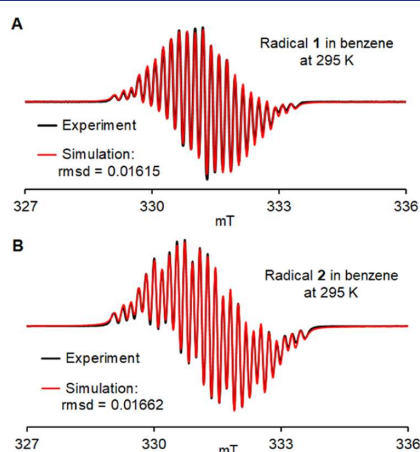 A
Radical 1 in benzene
at 295 K
Experiment
Simulation:
rmsd = 0.01615
327 330 333 336
mT
B
Radical 2 in benzene
at 295 K
Experiment
Simulation:
rmsd = 0.01662
327 330 333 336
mT